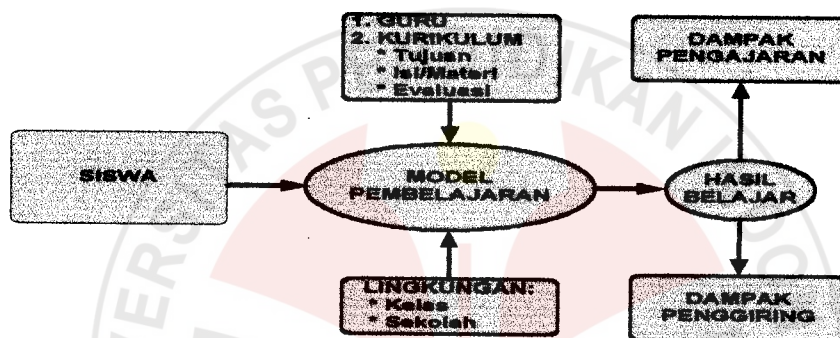 1. GURU
2. KURIKULUM
* Tujuan
* Isi/Materi
* Evaluasi
DAMPAK
PENGAJARAN
SISWA
MODEL
PEMBELAJARAN
HASIL
BELAJAR
LINGKUNGAN:
* Kelas
* Sekolah
DAMPAK
PENGGIRING